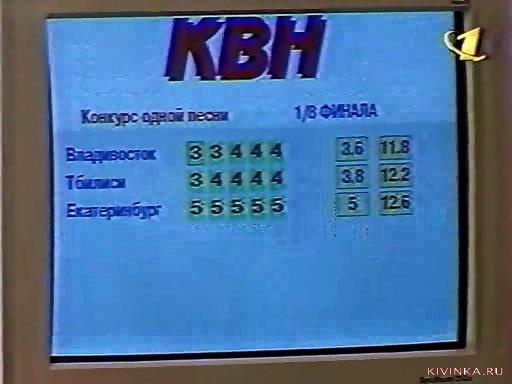 КВН
Конкурс одной песни 1/8 ФИНАЛА
Владивосток 3 3 4 4 4 3.6 11.8
Тбилиси 3 4 4 4 4 3,8 12.2
Екатеринбург 5 5 5 5 5 5 12.6
1
KIVINKA.RU